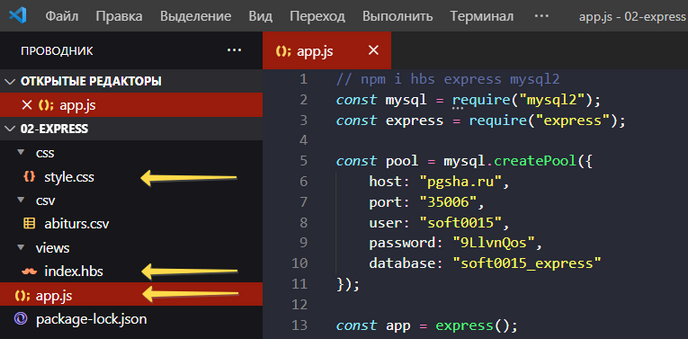 Файл Правка Выделение Вид Переход Выполнить Терминал ··· app.js - 02-express
ПРОВОДНИК ···
app.js
ОТКРЫТЫЕ РЕДАКТОРЫ
app.js
02-EXPRESS
css
style.css
csv
abiturs.csv
views
index.hbs
app.js
package-lock.json
1 // npm i hbs express mysql2
2 const mysql = require("mysql2");
3 const express = require("express");
4
5 const pool = mysql.createPool({
6 host: "pgsha.ru",
7 port: "35006",
8 user: "soft0015",
9 password: "9LlvnQos",
10 database: "soft0015_express"
11 });
12
13 const app = express();